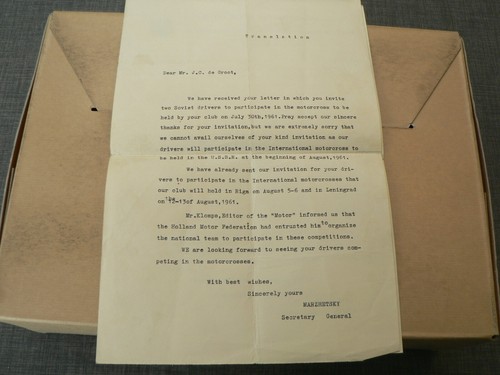 Translation
Dear Mr. J.C. de Groot,
We have received your letter in which you invite
ten Soviet drivers to participate in the motorcross to be
held by your club on July 30th,1961.Pray accept our sincere
thanks for your invitation,but we are extremely sorry that
we cannot avail ourselves of your kind invitation as our
drivers will participate in the International motorcross to
be held in the U.S.S.R. at the beginning of August,1961.
We have already sent our invitation for your dri-
vers to participate in the International motorcrosses that
our club will held in Riga on August 5-6 and in Leningrad
on -13of August,1961.
Mr.Klomps,Editor of the "Motor" informed us that
the Holland Motor Federation had entrusted him to organize
the national team to participate in these competitions.
WE are looking forward to seeing your drivers com-
peting in the motorcrosses.
With best wishes,
Sincerely yours
MARZHETSKY
Secretary General